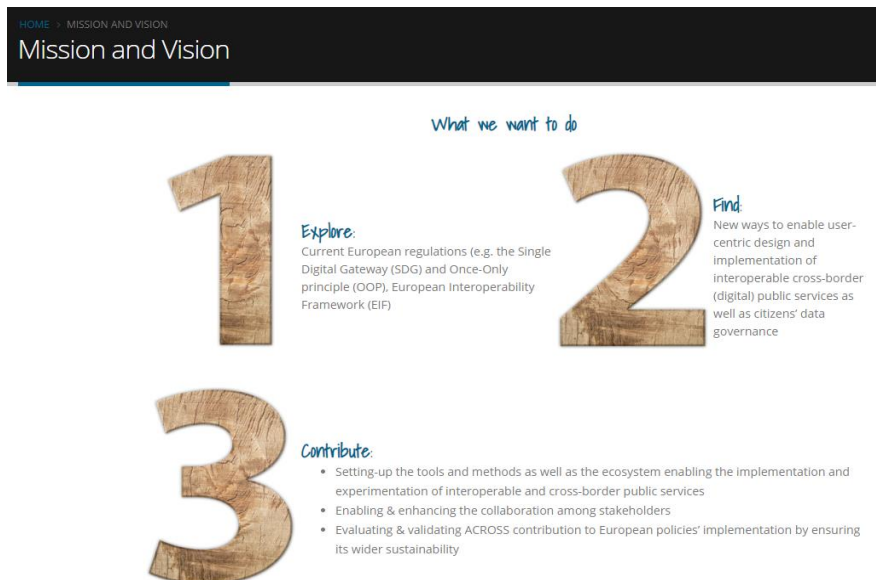 HOME > MISSION AND VISION
Mission and Vision
What we want to do
1
Explore:
Current European regulations (e.g. the Single
Digital Gateway (SDG) and Once-Only
principle (OOP), European Interoperability
Framework (EIF)
2
Find:
New ways to enable user-
centric design and
implementation of
interoperable cross-border
(digital) public services as
well as citizens’ data
governance
3
Contribute:
• Setting-up the tools and methods as well as the ecosystem enabling the implementation and
experimentation of interoperable and cross-border public services
• Enabling & enhancing the collaboration among stakeholders
• Evaluating & validating ACROSS contribution to European policies’ implementation by ensuring
its wider sustainability